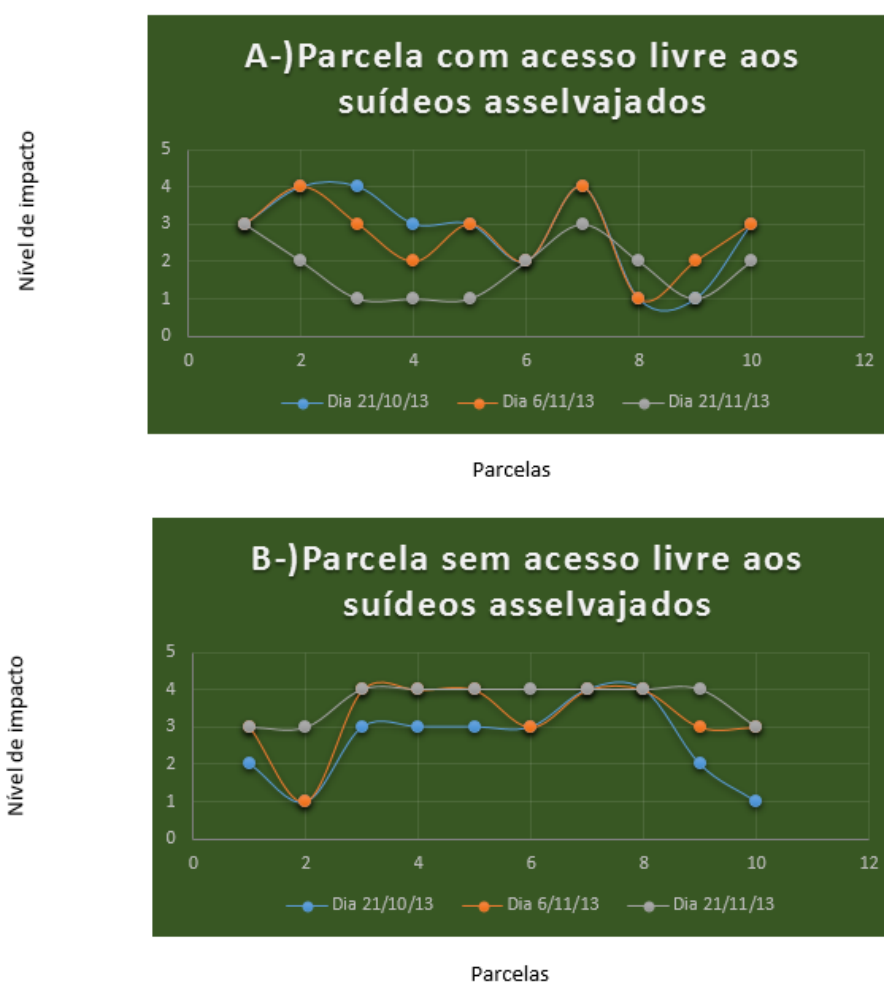 A-)Parcela com acesso livre aos
suídeos asselvajados
Nível de impacto
5
4
3
2
1
0
0 2 4 6 8 10 12
Dia 21/10/13 Dia 6/11/13 Dia 21/11/13
Parcelas
B-)Parcela sem acesso livre aos
suídeos asselvajados
Nível de impacto
5
4
3
2
1
0
0 2 4 6 8 10 12
Dia 21/10/13 Dia 6/11/13 Dia 21/11/13
Parcelas